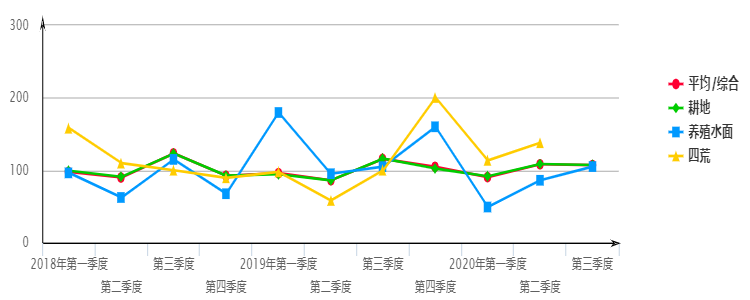 300
200
100
0
平均/综合
耕地
养殖水面
四荒
2018年第一季度
第二季度
第三季度
第四季度
2019年第一季度
第二季度
第三季度
第四季度
2020年第一季度
第二季度
第三季度